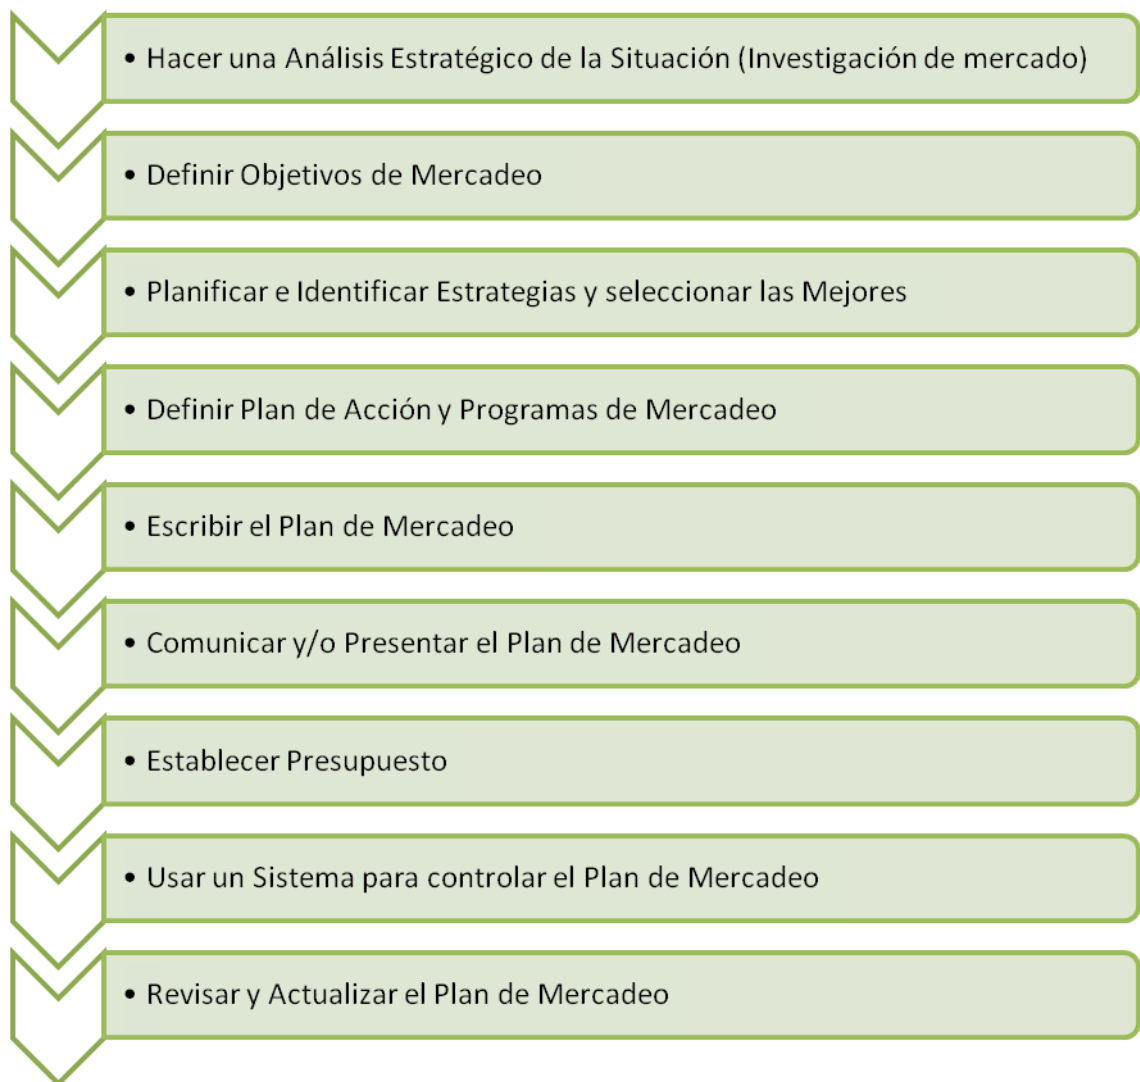 • Hacer una Análisis Estratégico de la Situación (Investigación de mercado)
• Definir Objetivos de Mercadeo
• Planificar e Identificar Estrategias y seleccionar las Mejores
• Definir Plan de Acción y Programas de Mercadeo
• Escribir el Plan de Mercadeo
• Comunicar y/o Presentar el Plan de Mercadeo
• Establecer Presupuesto
• Usar un Sistema para controlar el Plan de Mercadeo
• Revisar y Actualizar el Plan de Mercadeo